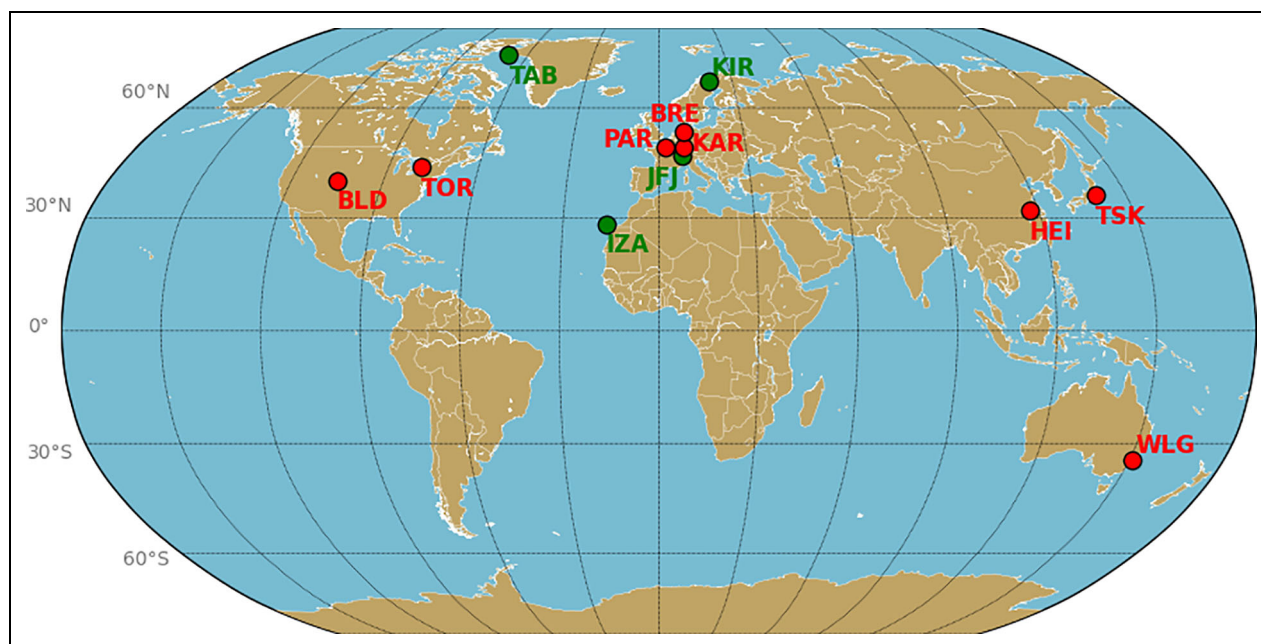 KIR
TAB
60°N
BRE
PAR
KAR
JFJ
TOR
BLD
30°N
TSK
HEI
IZA
0°
WLG
30°S
60°S